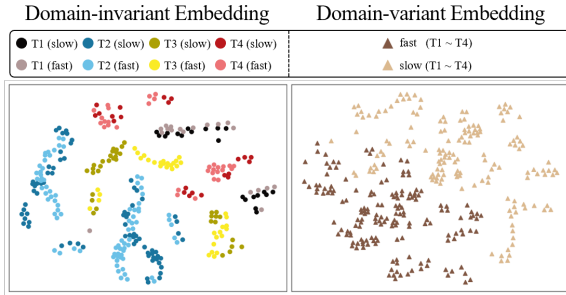 Domain-invariant Embedding
Domain-variant Embedding
T1 (slow) T2 (slow) T3 (slow) T4 (slow)
T1 (fast) T2 (fast) T3 (fast) T4 (fast)
fast (T1 ~ T4)
slow (T1 ~ T4)